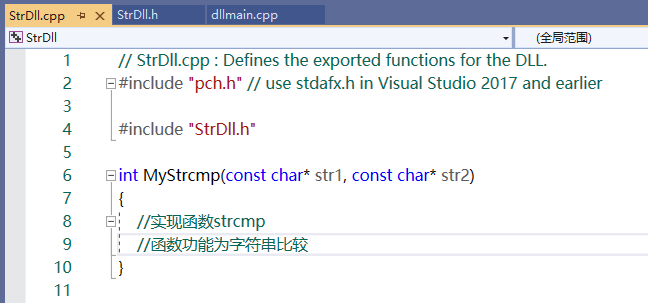 StrDll.cpp StrDll.h dllmain.cpp
StrDll (全局范围)
1 // StrDll.cpp : Defines the exported functions for the DLL.
2 #include "pch.h" // use stdafx.h in Visual Studio 2017 and earlier
3
4 #include "StrDll.h"
5
6 int MyStrcmp(const char* str1, const char* str2)
7 {
8 //实现函数strcmp
9 //函数功能为字符串比较
10 }
11